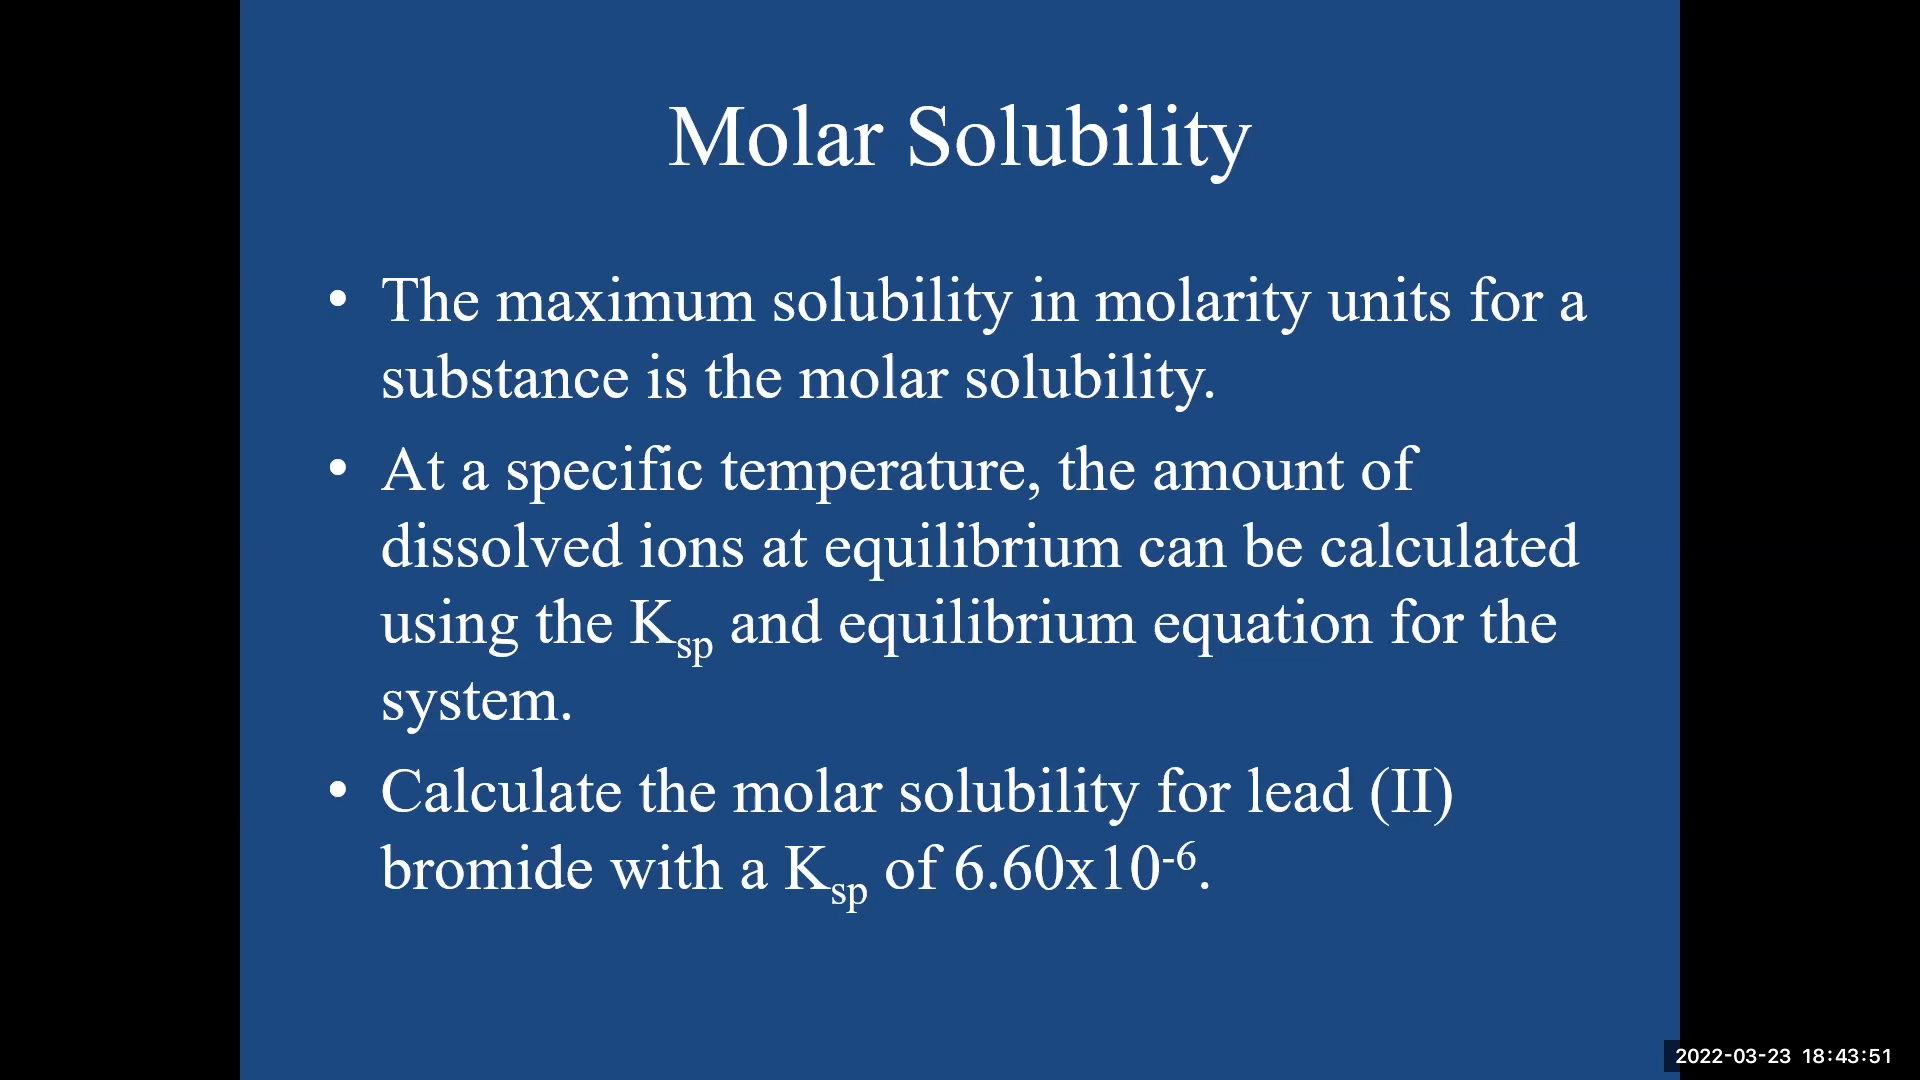 Molar Solubility
• The maximum solubility in molarity units for a
substance is the molar solubility.
• At a specific temperature, the amount of
dissolved ions at equilibrium can be calculated
using the Ksp and equilibrium equation for the
system.
• Calculate the molar solubility for lead (II)
bromide with a Ksp of 6.60x10-6.
2022-03-23 18:43:51